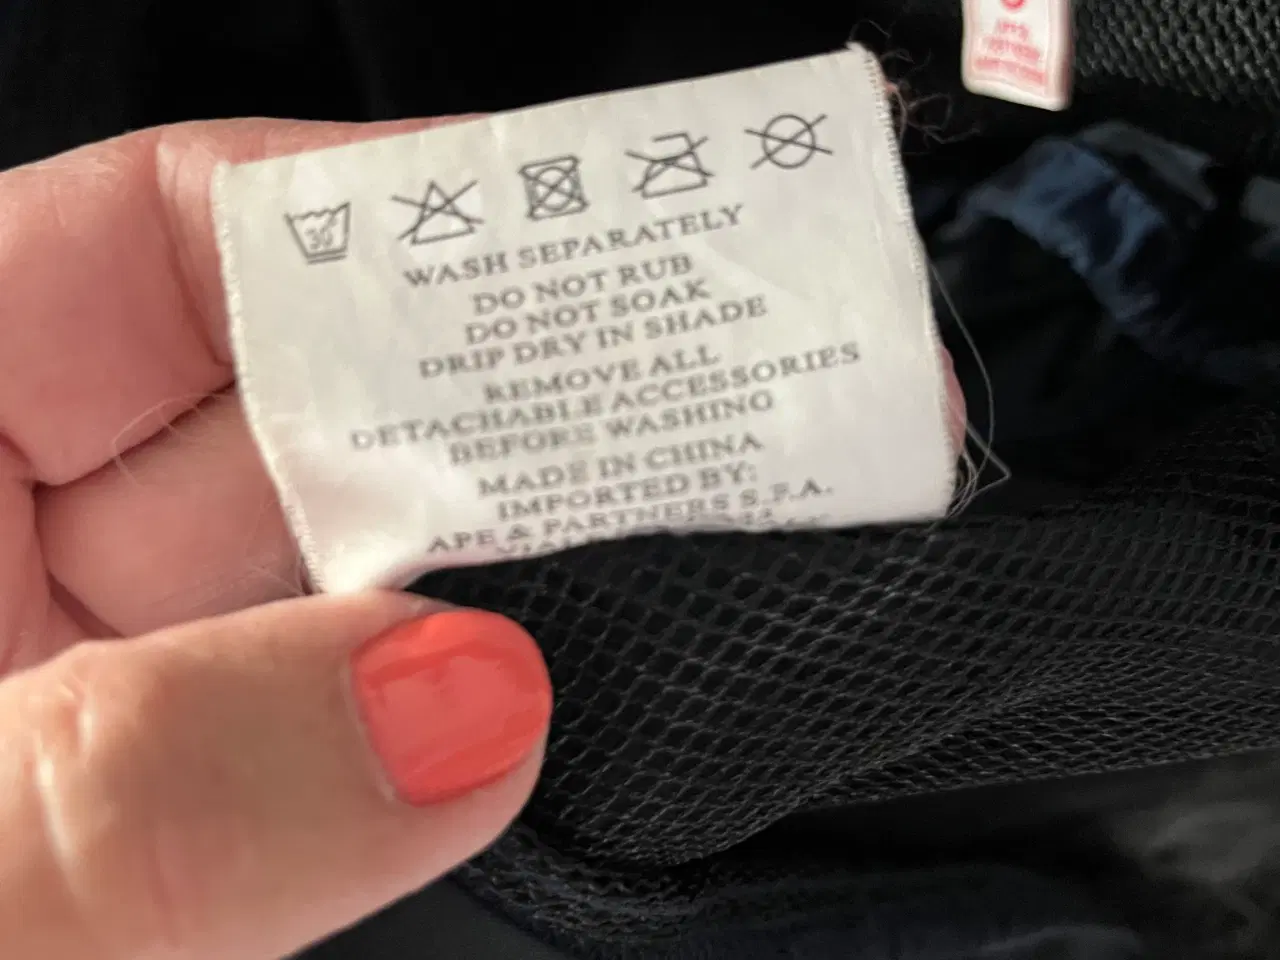 30°
WASH SEPARATELY
DO NOT RUB
DO NOT SOAK
DRIP DRY IN SHADE
REMOVE ALL
DETACHABLE ACCESSORIES
BEFORE WASHING
MADE IN CHINA
IMPORTED BY:
APE & PARTNERS S.P.A.